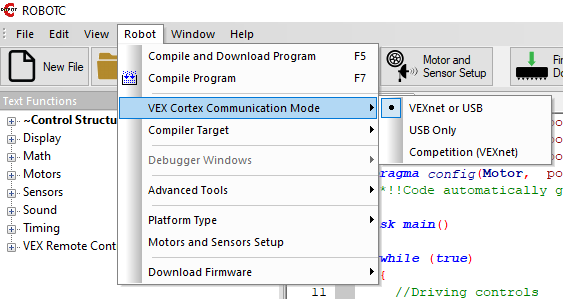 ROBOTC
File Edit View Robot Window Help
New File
Motor and
Sensor Setup
Fi
Dow
Compile and Download Program F5
Compile Program F7
VEX Cortex Communication Mode
Compiler Target
Debugger Windows
Advanced Tools
Platform Type
Motors and Sensors Setup
Download Firmware
VEXnet or USB
USB Only
Competition (VEXnet)
Text Functions
~Control Structu
Display
Math
Motors
Sensors
Sound
Timing
VEX Remote Cont
ragma config(Motor, po
*!!Code automatically g
sk main()
while (true)
{
11 //Driving controls